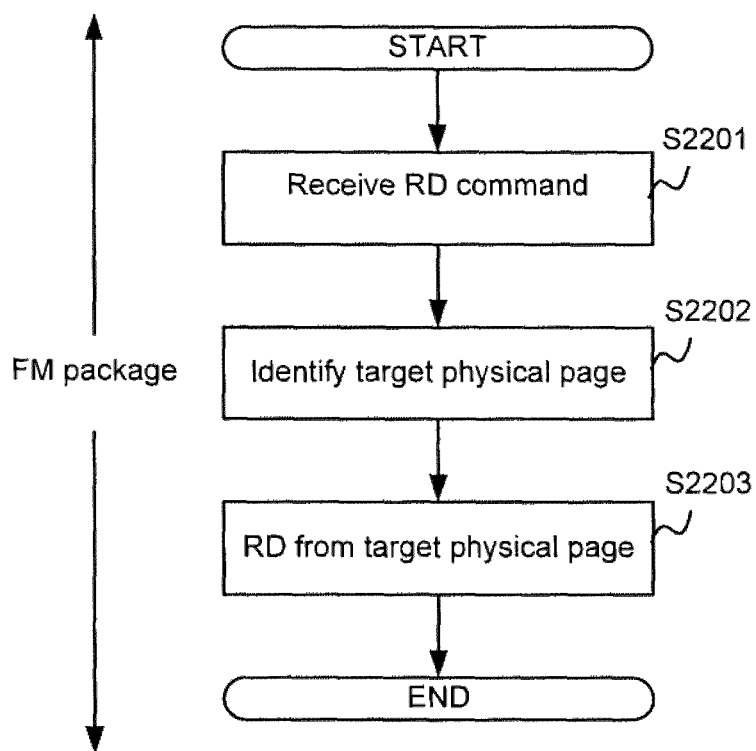 START
S2201
Receive RD command
S2202
FM package
Identify target physical page
S2203
RD from target physical page
END